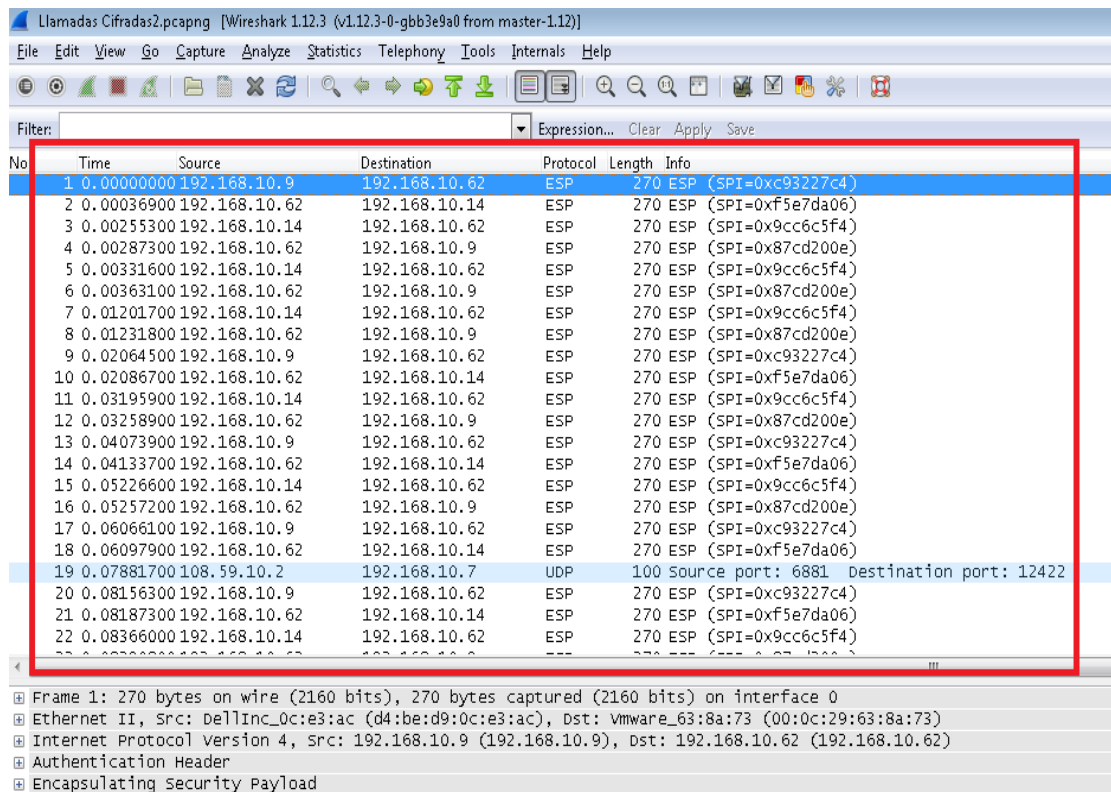 Llamadas Cifradas2.pcapng [Wireshark 1.12.3 (v1.12.3-0-gbb3e9a0 from master-1.12)]
File Edit View Go Capture Analyze Statistics Telephony Tools Internals Help
Filter: Expression... Clear Apply Save
No Time Source Destination Protocol Length Info
1 0.00000000 192.168.10.9 192.168.10.62 ESP 270 ESP (SPI=0xc93227c4)
2 0.00036900 192.168.10.62 192.168.10.14 ESP 270 ESP (SPI=0xf5e7da06)
3 0.00255300 192.168.10.14 192.168.10.62 ESP 270 ESP (SPI=0x9cc6c5f4)
4 0.00287300 192.168.10.62 192.168.10.9 ESP 270 ESP (SPI=0x87cd200e)
5 0.00331600 192.168.10.14 192.168.10.62 ESP 270 ESP (SPI=0x9cc6c5f4)
6 0.00363100 192.168.10.62 192.168.10.9 ESP 270 ESP (SPI=0x87cd200e)
7 0.01201700 192.168.10.14 192.168.10.62 ESP 270 ESP (SPI=0x9cc6c5f4)
8 0.01231800 192.168.10.62 192.168.10.9 ESP 270 ESP (SPI=0x87cd200e)
9 0.02064500 192.168.10.9 192.168.10.62 ESP 270 ESP (SPI=0xc93227c4)
10 0.02086700 192.168.10.62 192.168.10.14 ESP 270 ESP (SPI=0xf5e7da06)
11 0.03195900 192.168.10.14 192.168.10.62 ESP 270 ESP (SPI=0x9cc6c5f4)
12 0.03258900 192.168.10.62 192.168.10.9 ESP 270 ESP (SPI=0x87cd200e)
13 0.04073900 192.168.10.9 192.168.10.62 ESP 270 ESP (SPI=0xc93227c4)
14 0.04133700 192.168.10.62 192.168.10.14 ESP 270 ESP (SPI=0xf5e7da06)
15 0.05226600 192.168.10.14 192.168.10.62 ESP 270 ESP (SPI=0x9cc6c5f4)
16 0.05257200 192.168.10.62 192.168.10.9 ESP 270 ESP (SPI=0x87cd200e)
17 0.06066100 192.168.10.9 192.168.10.62 ESP 270 ESP (SPI=0xc93227c4)
18 0.06097900 192.168.10.62 192.168.10.14 ESP 270 ESP (SPI=0xf5e7da06)
19 0.07881700 108.59.10.2 192.168.10.7 UDP 100 Source port: 6881 Destination port: 12422
20 0.08156300 192.168.10.9 192.168.10.62 ESP 270 ESP (SPI=0xc93227c4)
21 0.08187300 192.168.10.62 192.168.10.14 ESP 270 ESP (SPI=0xf5e7da06)
22 0.08366000 192.168.10.14 192.168.10.62 ESP 270 ESP (SPI=0x9cc6c5f4)
Frame 1: 270 bytes on wire (2160 bits), 270 bytes captured (2160 bits) on interface 0
Ethernet II, Src: DellInc_0c:e3:ac (d4:be:d9:0c:e3:ac), Dst: Vmware_63:8a:73 (00:0c:29:63:8a:73)
Internet Protocol Version 4, Src: 192.168.10.9 (192.168.10.9), Dst: 192.168.10.62 (192.168.10.62)
Authentication Header
Encapsulating Security Payload